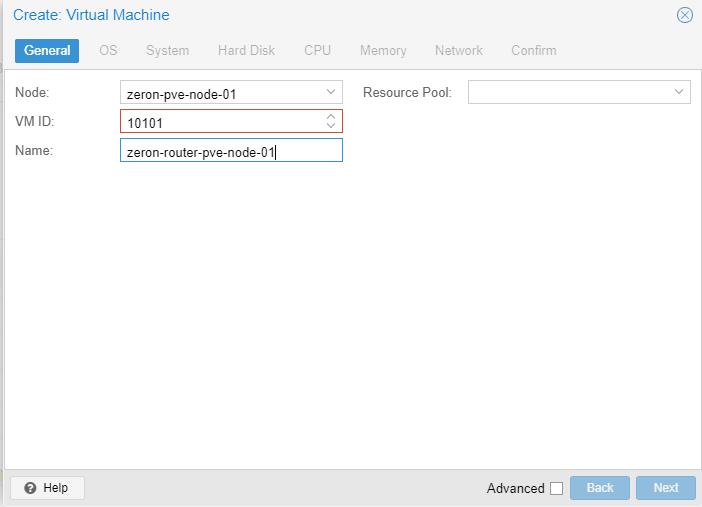 Create: Virtual Machine
General OS System Hard Disk CPU Memory Network Confirm
Node: zeron-pve-node-01 Resource Pool:
VM ID: 10101
Name: zeron-router-pve-node-01
Help Advanced Back Next